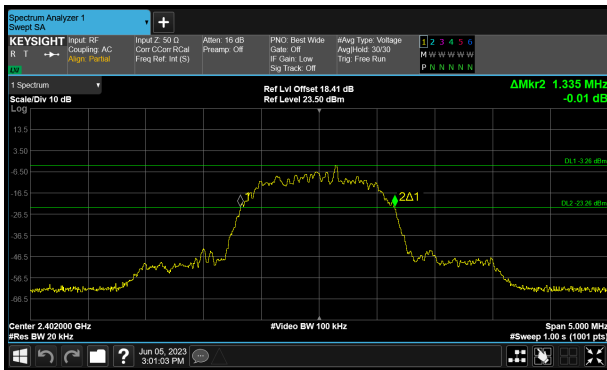 Spectrum Analyzer 1
Swept SA
+
KEYSIGHT
R T
Input: RF
Coupling: AC
Align: Partial
Input Z: 50 Ω
Corr CCorr RCal
Freq Ref: Int (S)
Atten: 16 dB
Preamp: Off
PNO: Best Wide
Gate: Off
IF Gain: Low
Sig Track: Off
#Avg Type: Voltage
Avg|Hold: 30/30
Trig: Free Run
1 2 3 4 5 6
M W W W W W
P N N N N N
1 Spectrum
Scale/Div 10 dB
Ref Lvl Offset 18.41 dB
Ref Level 23.50 dBm
ΔMkr2 1.335 MHz
-0.01 dB
Log
13.5
3.50
DL1 -3.26 dBm
-6.50
1
2Δ1
-16.5
DL2 -23.26 dBm
-26.5
-36.5
-46.5
-56.5
-66.5
Center 2.402000 GHz
#Video BW 100 kHz
Span 5.000 MHz
#Res BW 20 kHz
#Sweep 1.00 s (1001 pts)
?
Jun 05, 2023
3:01:03 PM